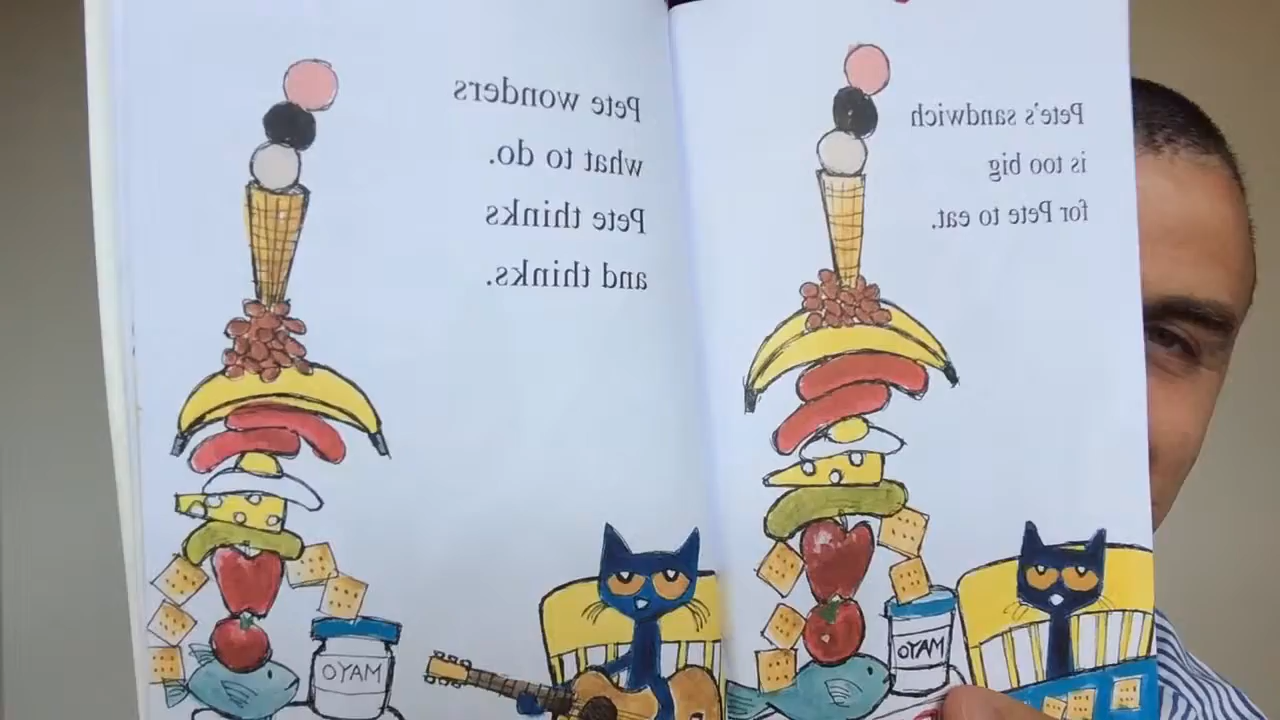 Pete's sandwich
is too big
for Pete to eat.
MAYO
Pete wonders
what to do.
Pete thinks
and thinks.
MAYO